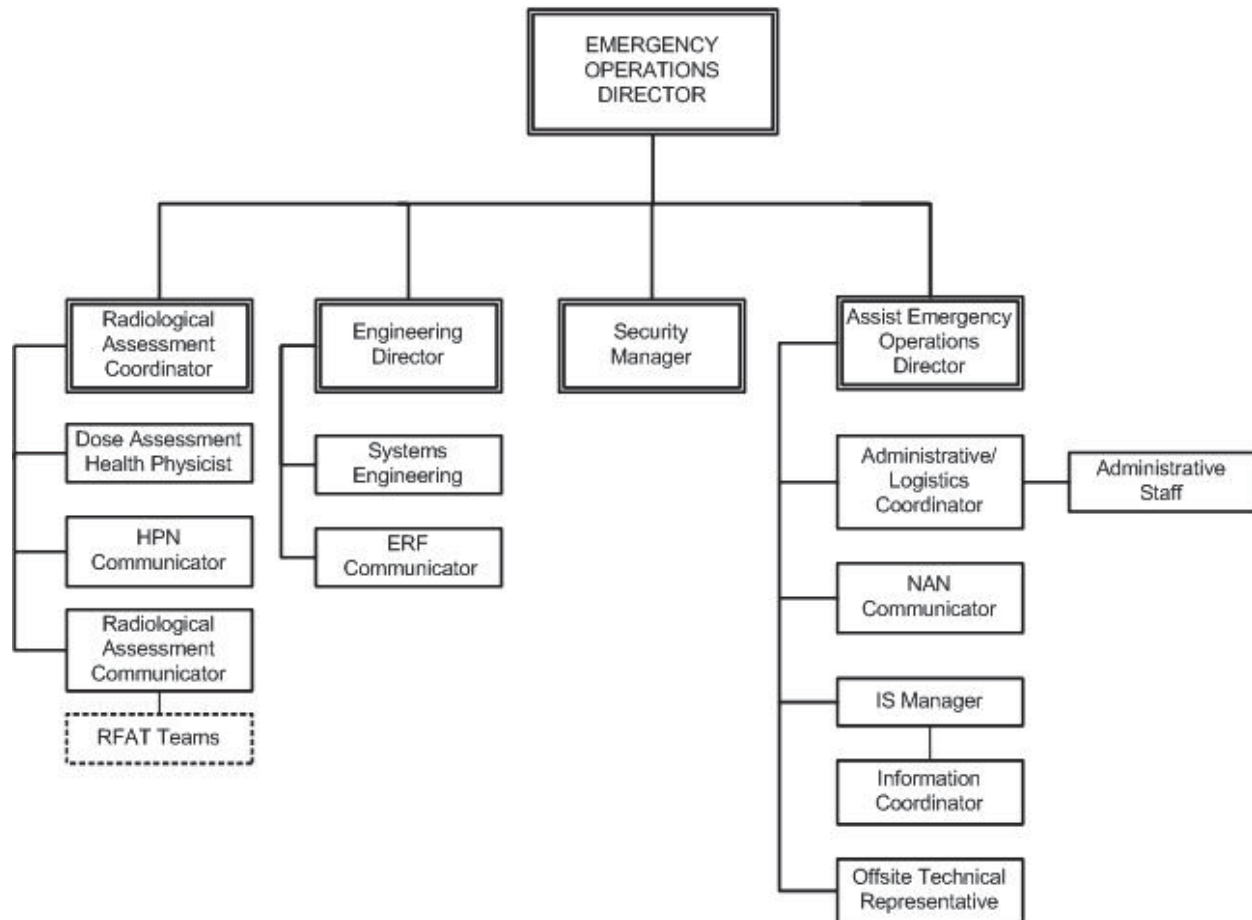 EMERGENCY
OPERATIONS
DIRECTOR
Radiological
Assessment
Coordinator
Engineering
Director
Security
Manager
Assist Emergency
Operations
Director
Dose Assessment
Health Physicist
Systems
Engineering
Administrative/
Logistics
Coordinator
Administrative
Staff
HPN
Communicator
ERF
Communicator
NAN
Communicator
Radiological
Assessment
Communicator
RFAT Teams
IS Manager
Information
Coordinator
Offsite Technical
Representative